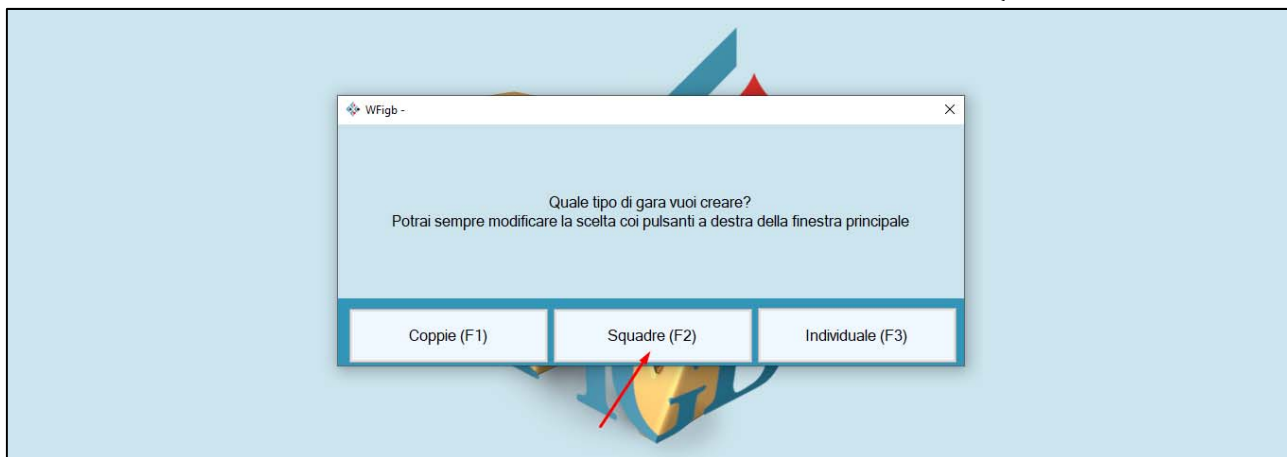 WFigb -
Quale tipo di gara vuoi creare?
Potrai sempre modificare la scelta coi pulsanti a destra della finestra principale
Coppie (F1)
Squadre (F2)
Individuale (F3)